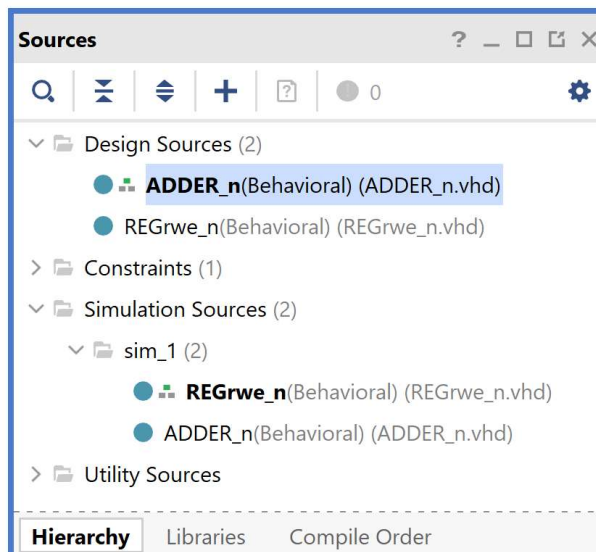 Sources ?
0
Design Sources (2)
ADDER_n(Behavioral) (ADDER_n.vhd)
REGrwe_n(Behavioral) (REGrwe_n.vhd)
Constraints (1)
Simulation Sources (2)
sim_1 (2)
REGrwe_n(Behavioral) (REGrwe_n.vhd)
ADDER_n(Behavioral) (ADDER_n.vhd)
Utility Sources
Hierarchy Libraries Compile Order